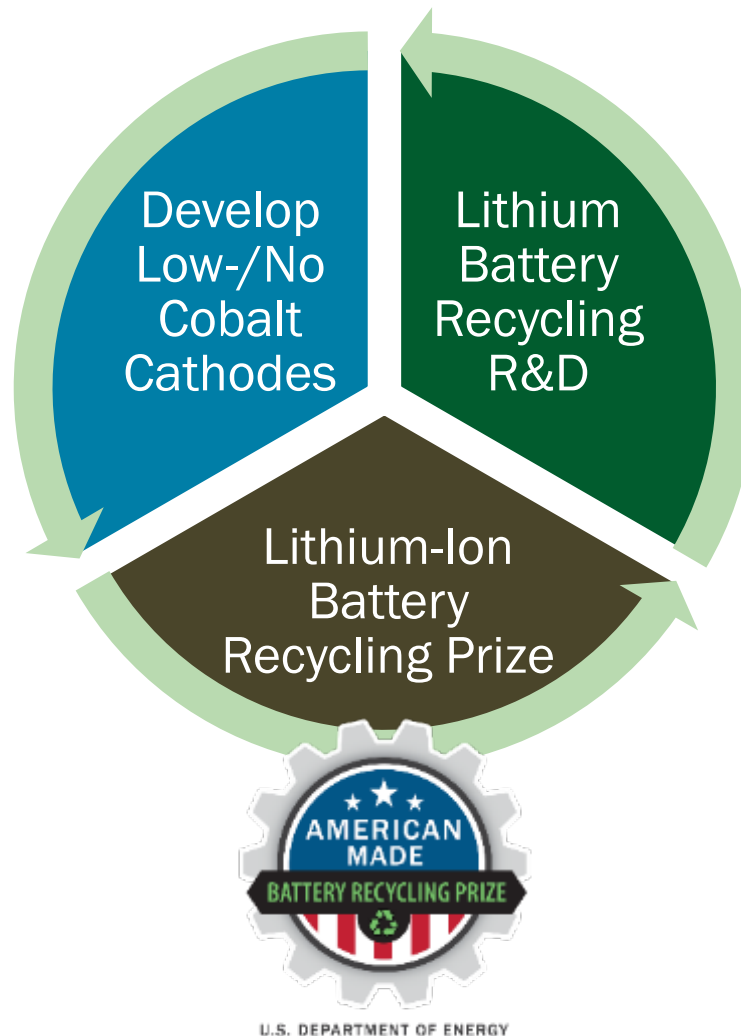 Develop
Low-/No
Cobalt
Cathodes
Lithium
Battery
Recycling
R&D
Lithium-Ion
Battery
Recycling Prize
AMERICAN
MADE
BATTERY RECYCLING PRIZE
U.S. DEPARTMENT OF ENERGY